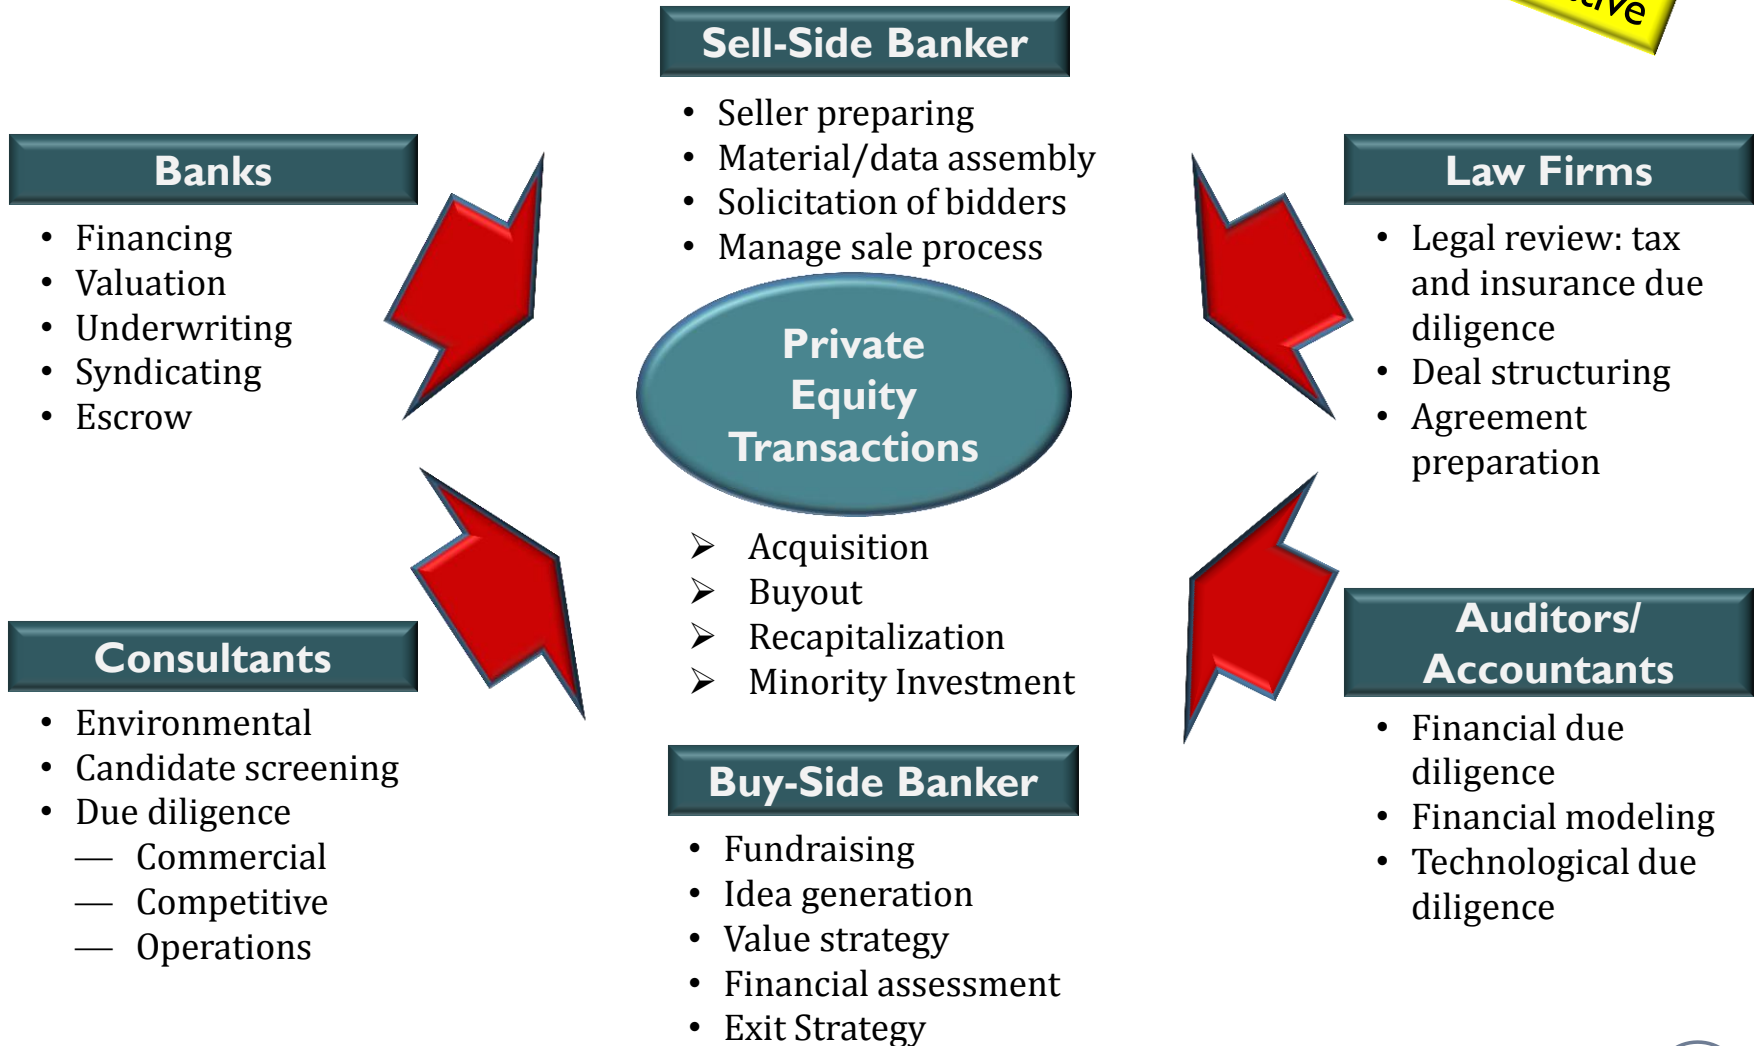 Sell-Side Banker
• Seller preparing
• Material/data assembly
• Solicitation of bidders
• Manage sale process
Banks
• Financing
• Valuation
• Underwriting
• Syndicating
• Escrow
Law Firms
• Legal review: tax
and insurance due
diligence
• Deal structuring
• Agreement
preparation
Private
Equity
Transactions
➢ Acquisition
➢ Buyout
➢ Recapitalization
➢ Minority Investment
Consultants
• Environmental
• Candidate screening
• Due diligence
— Commercial
— Competitive
— Operations
Buy-Side Banker
• Fundraising
• Idea generation
• Value strategy
• Financial assessment
• Exit Strategy
Auditors/
Accountants
• Financial due
diligence
• Financial modeling
• Technological due
diligence